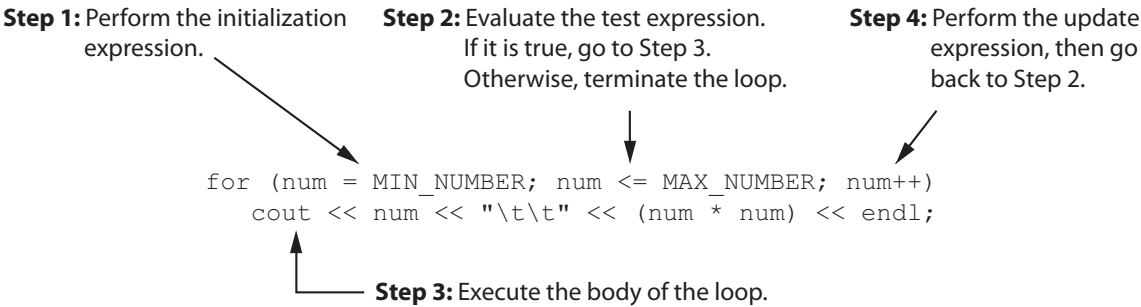 Step 1: Perform the initialization
expression.
Step 2: Evaluate the test expression.
If it is true, go to Step 3.
Otherwise, terminate the loop.
Step 4: Perform the update
expression, then go
back to Step 2.
for (num = MIN_NUMBER; num <= MAX_NUMBER; num++)
cout << num << "\t\t" << (num * num) << endl;
Step 3: Execute the body of the loop.